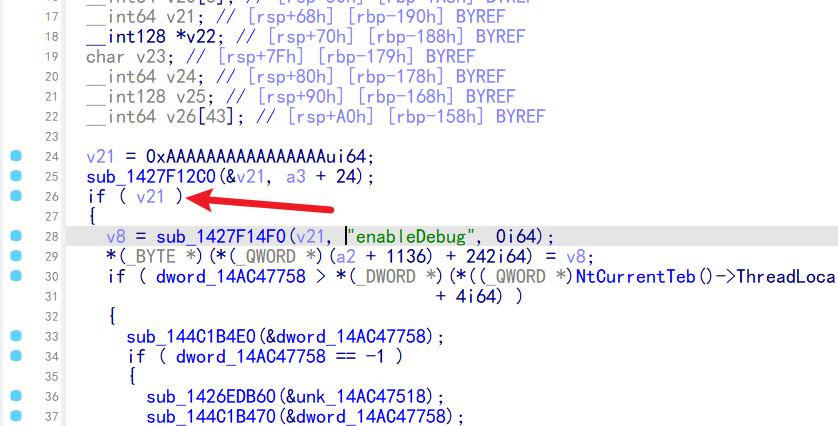 17 __int64 v21; // [rsp+68h] [rbp-190h] BYREF
18 __int128 *v22; // [rsp+70h] [rbp-188h] BYREF
19 char v23; // [rsp+7Fh] [rbp-179h] BYREF
20 __int64 v24; // [rsp+80h] [rbp-178h] BYREF
21 __int128 v25; // [rsp+90h] [rbp-168h] BYREF
22 __int64 v26[43]; // [rsp+A0h] [rbp-158h] BYREF
23
24 v21 = 0xAAAAAAAAAAAAAAAAui64;
25 sub_1427F12C0(&v21, a3 + 24);
26 if ( v21 )
27 {
28 v8 = sub_1427F14F0(v21, "enableDebug", 0i64);
29 *(_BYTE *)(*(_QWORD *)(a2 + 1136) + 242i64) = v8;
30 if ( dword_14AC47758 > *(_DWORD *)(*((_QWORD *)NtCurrentTeb()->ThreadLoca
31 + 4i64) )
32 {
33 sub_144C1B4E0(&dword_14AC47758);
34 if ( dword_14AC47758 == -1 )
35 {
36 sub_1426EDB60(&unk_14AC47518);
37 sub_144C1B470(&dword_14AC47758);